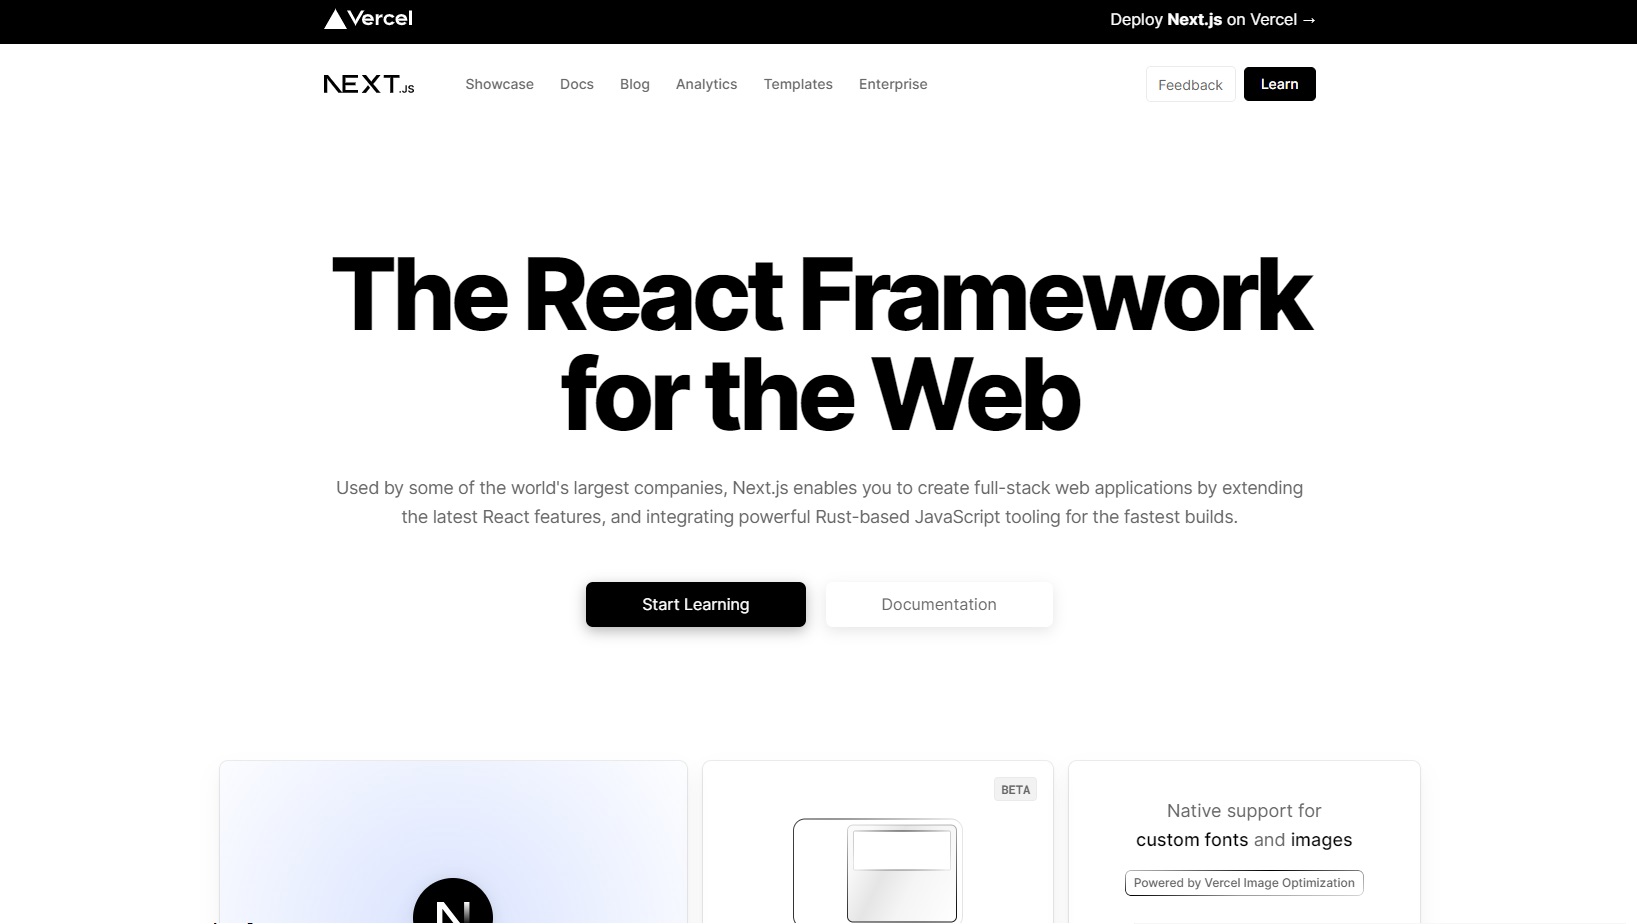 Vercel
Deploy Next.js on Vercel →
NEXT.JS
Showcase Docs Blog Analytics Templates Enterprise
Feedback
Learn
The React Framework
for the Web
Used by some of the world's largest companies, Next.js enables you to create full-stack web applications by extending
the latest React features, and integrating powerful Rust-based JavaScript tooling for the fastest builds.
Start Learning
Documentation
N
BETA
Native support for
custom fonts and images
Powered by Vercel Image Optimization